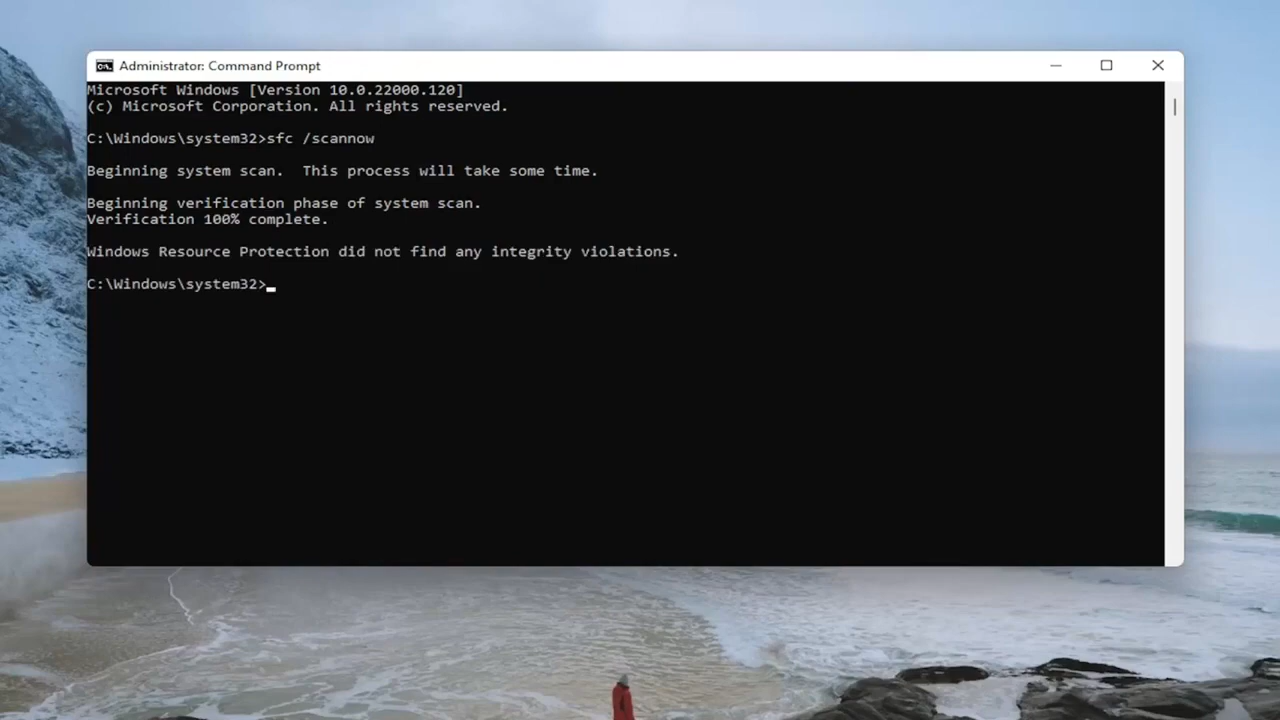 Administrator: Command Prompt
Microsoft Windows [Version 10.0.22000.120]
(c) Microsoft Corporation. All rights reserved.
C:\Windows\system32>sfc /scannow
Beginning system scan.  This process will take some time.
Beginning verification phase of system scan.
Verification 100% complete.
Windows Resource Protection did not find any integrity violations.
C:\Windows\system32>